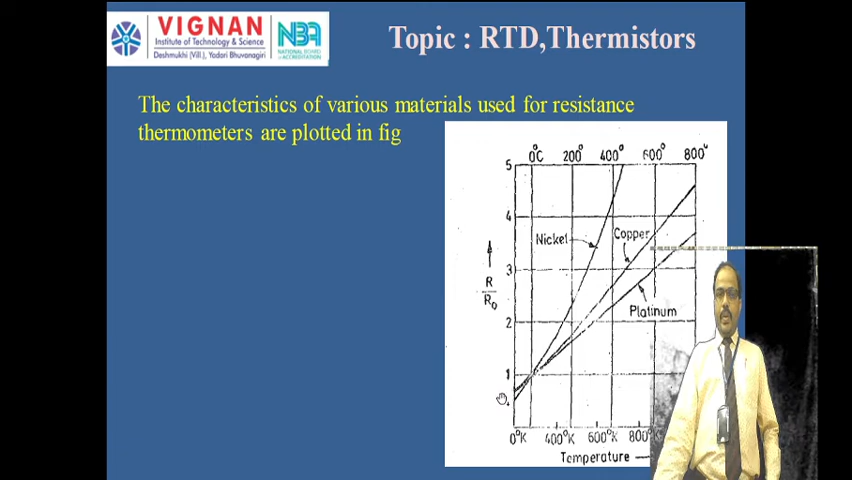 VIGNAN
Institute of Technology & Science
Deshmukhi (Vill.), Yadari Bhuvanagiri
NBA
NATIONAL BOARD
of ACCREDITATION
Topic : RTD,Thermistors
The characteristics of various materials used for resistance
thermometers are plotted in fig
0°C 200° 400° 600° 800°
5
4
3
2
1
R
R₀
Nickel
Copper
Platinum
0°K 400°K 600°K 800°K
Temperature